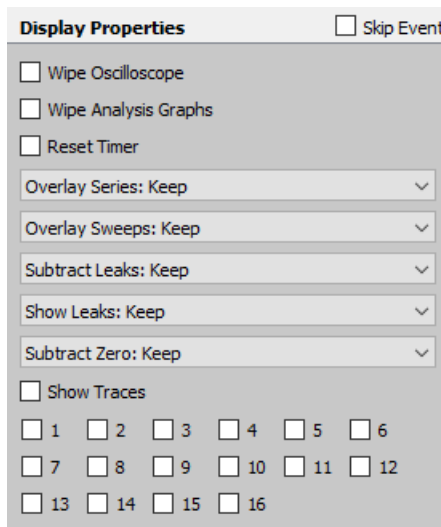 Display Properties Skip Event
Wipe Oscilloscope
Wipe Analysis Graphs
Reset Timer
Overlay Series: Keep
Overlay Sweeps: Keep
Subtract Leaks: Keep
Show Leaks: Keep
Subtract Zero: Keep
Show Traces
1 2 3 4 5 6
7 8 9 10 11 12
13 14 15 16